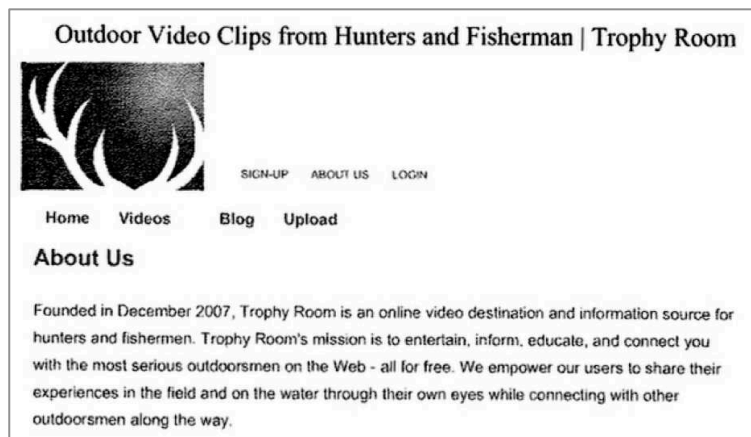 Outdoor Video Clips from Hunters and Fisherman | Trophy Room
SIGN-UP ABOUT US LOGIN
Home Videos Blog Upload
About Us
Founded in December 2007, Trophy Room is an online video destination and information source for
hunters and fishermen. Trophy Room's mission is to entertain, inform, educate, and connect you
with the most serious outdoorsmen on the Web - all for free. We empower our users to share their
experiences in the field and on the water through their own eyes while connecting with other
outdoorsmen along the way.